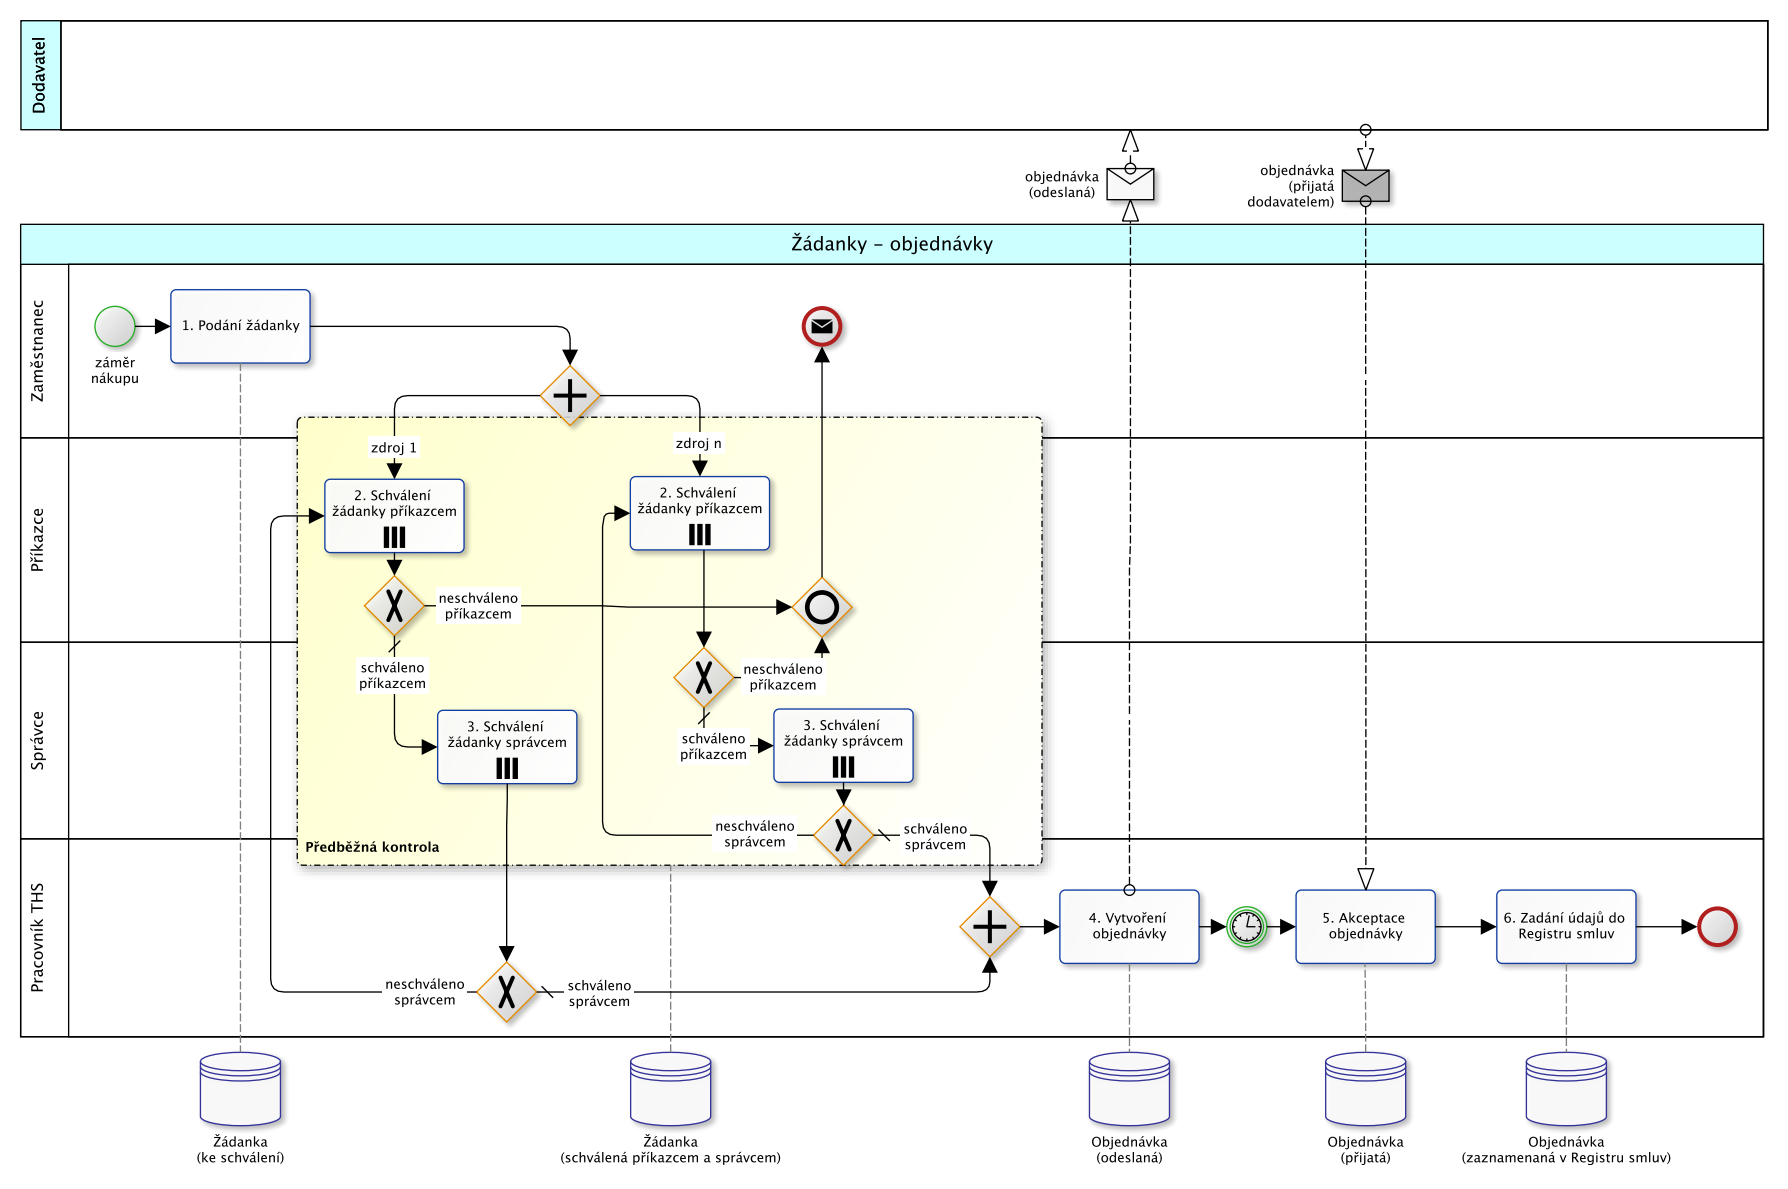 Dodavatel
objednávka
(odeslaná)
objednávka
(přijatá
dodavatelem)
Žádanky - objednávky
Zaměstnanec
záměr
nákupu
1. Podání žádanky
Příkazce
zdroj 1
zdroj n
2. Schválení
žádanky příkazcem
2. Schválení
žádanky příkazcem
neschváleno
příkazcem
Správce
schváleno
příkazcem
neschváleno
příkazcem
3. Schválení
žádanky správcem
schváleno
příkazcem
3. Schválení
žádanky správcem
neschváleno
správcem
schváleno
správcem
Předběžná kontrola
Pracovník THS
4. Vytvoření
objednávky
5. Akceptace
objednávky
6. Zadání údajů do
Registru smluv
neschváleno
správcem
schváleno
správcem
Žádanka
(ke schválení)
Žádanka
(schválená příkazcem a správcem)
Objednávka
(odeslaná)
Objednávka
(přijatá)
Objednávka
(zaznamenaná v Registru smluv)